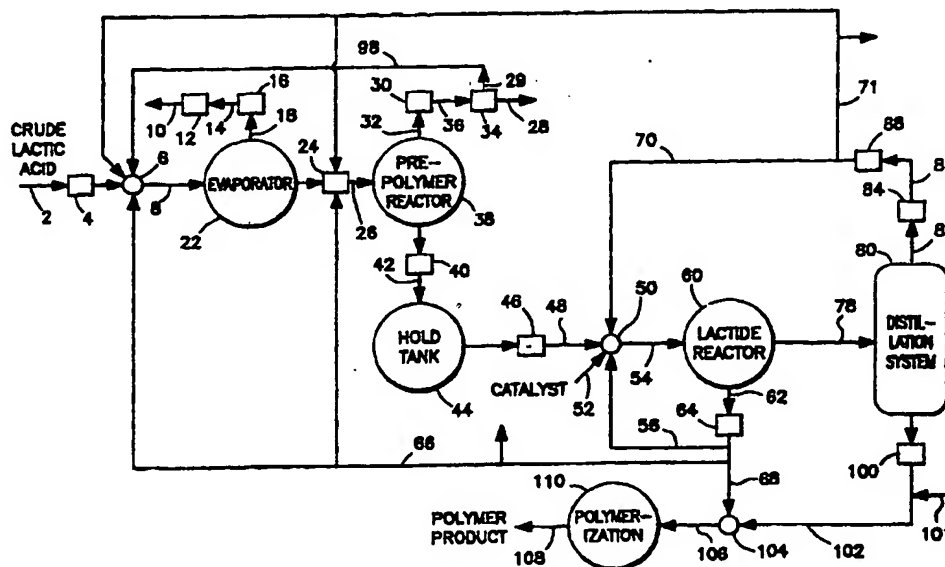 98
16
30
29
71
10
12
14
18
32
36
34
28
70
88
CRUDE
LACTIC ACID
6
24
PRE-
POLYMER
REACTOR
84
EVAPORATOR
2
4
8
22
26
38
80
42
40
60
78
46
48
50
LACTIDE
REACTOR
DISTIL-
LATION
SYSTEM
HOLD
TANK
CATALYST
52
54
62
44
64
56
66
100
110
68
POLYMER
PRODUCT
POLYMER-
IZATION
108
106
104
102